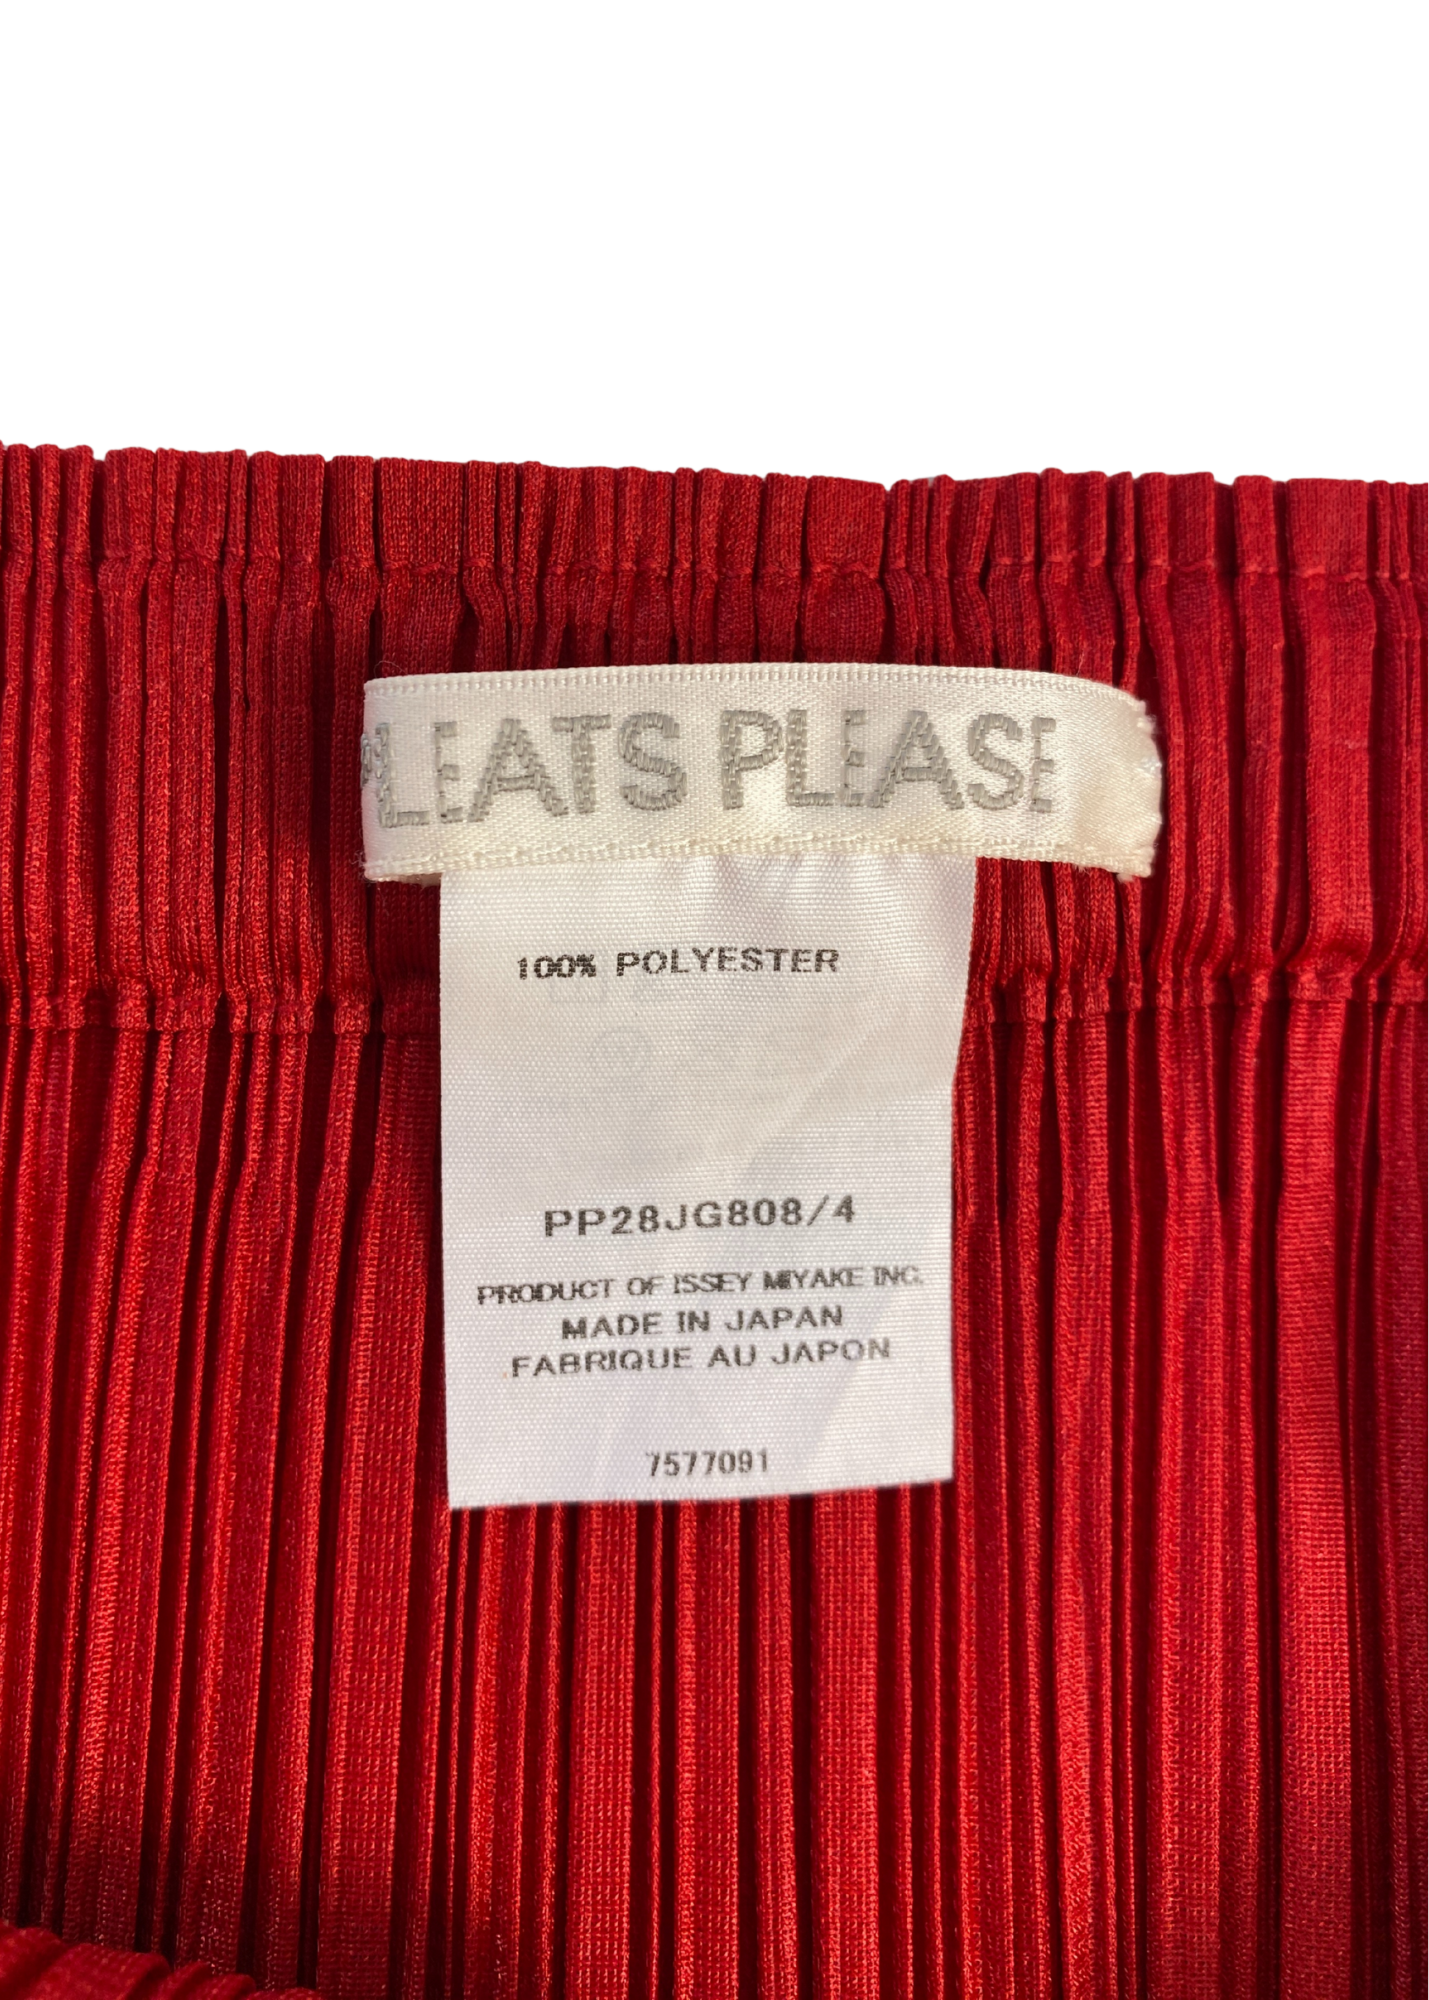 PLEATS PLEASE
100% POLYESTER
PP28JG808/4
PRODUCT OF ISSEY MIYAKE INC.
MADE IN JAPAN
FABRIQUE AU JAPON
7577091